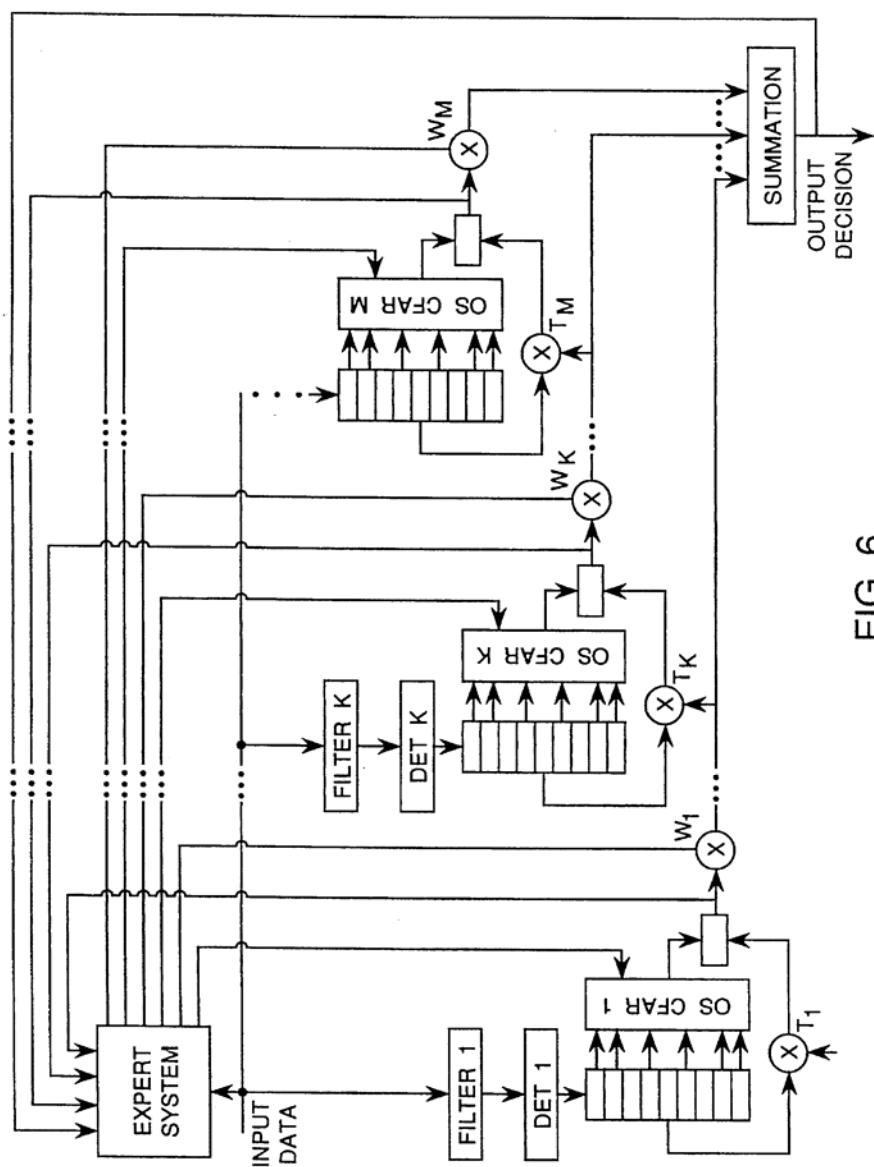 EXPERT
SYSTEM
INPUT
DATA
FILTER 1
DET 1
OS CFAR 1
X
T1
X
W1
FILTER K
DET K
OS CFAR K
X
TK
X
WK
OS CFAR M
X
TM
X
WM
SUMMATION
OUTPUT
DECISION
FIG. 6